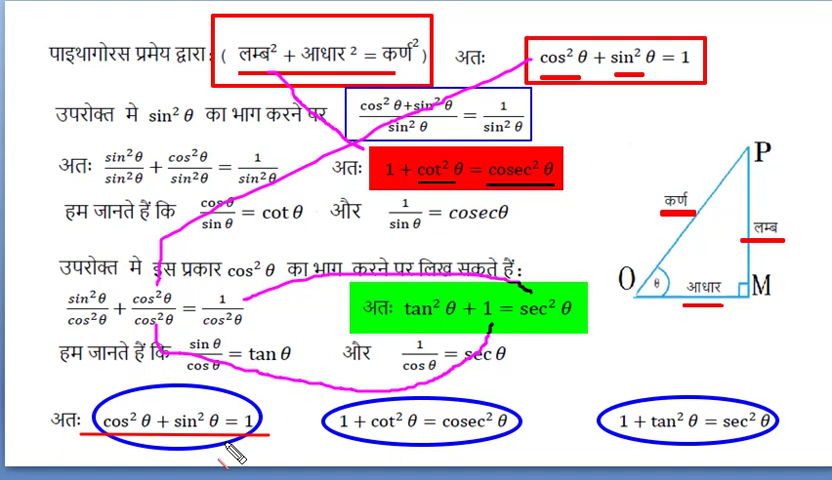 पाइथागोरस प्रमेय द्वारा: ( लम्ब² + आधार ² = कर्ण² ) अतः cos² θ + sin² θ = 1
उपरोक्त मे sin² θ का भाग करने पर (cos² θ+sin² θ)/(sin² θ) = 1/(sin² θ)
अतः sin²θ/sin²θ + cos²θ/sin²θ = 1/sin²θ अतः 1 + cot² θ = cosec² θ
हम जानते हैं कि cosθ/sin θ = cot θ और 1/sin θ = cosecθ
उपरोक्त मे इस प्रकार cos² θ का भाग करने पर लिख सकते हैं:
sin²θ/cos²θ + cos²θ/cos²θ = 1/cos²θ अतः tan² θ + 1 = sec² θ
हम जानते हैं कि sin θ/cos θ = tan θ और 1/cos θ = sec θ
अतः cos² θ + sin² θ = 1 1 + cot² θ = cosec² θ 1 + tan² θ = sec² θ
P
कर्ण
लम्ब
O θ आधार M